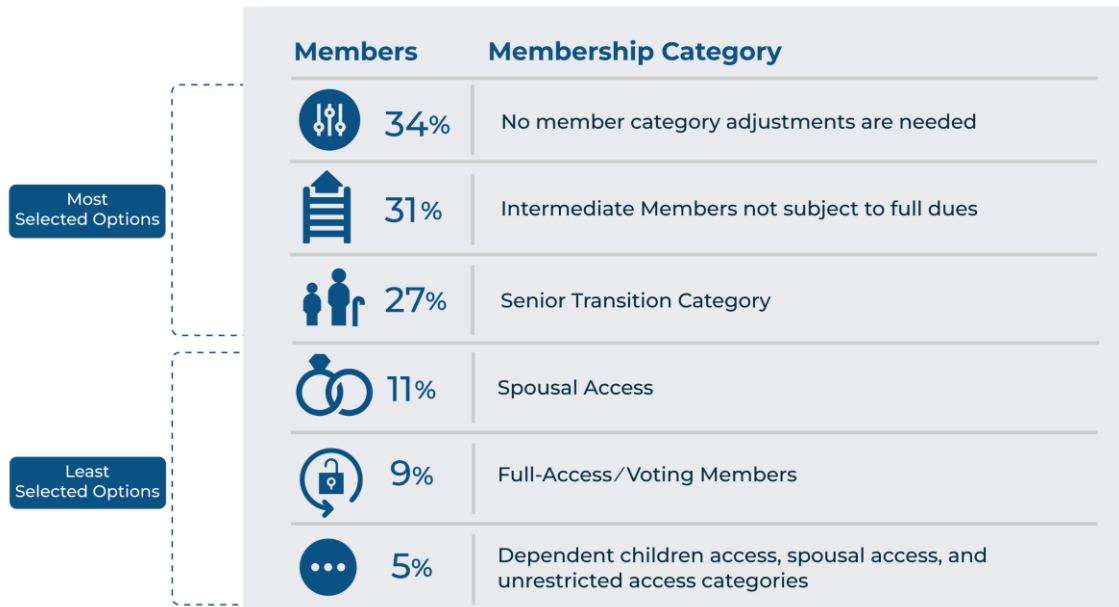 Members Membership Category
34% No member category adjustments are needed
Most
Selected Options
31% Intermediate Members not subject to full dues
27% Senior Transition Category
11% Spousal Access
9% Full-Access/Voting Members
Least
Selected Options
5% Dependent children access, spousal access, and
unrestricted access categories